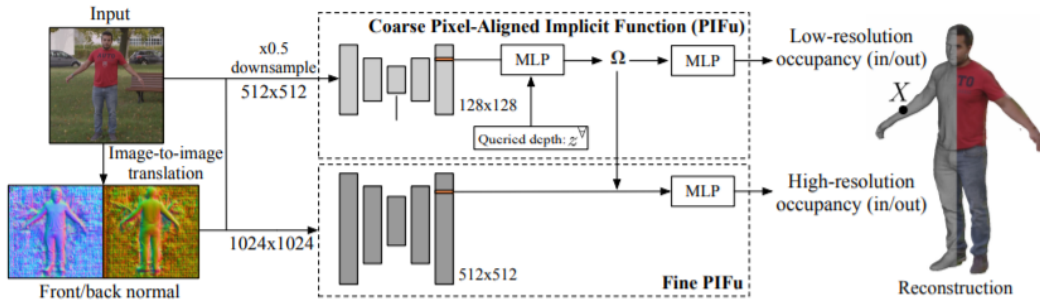 Input
Image-to-image
translation
Front/back normal
x0.5
downsample
512x512
1024x1024
Coarse Pixel-Aligned Implicit Function (PIFu)
128x128
MLP
Ω
MLP
Queried depth: z
512x512
MLP
Fine PIFu
Low-resolution
occupancy (in/out)
High-resolution
occupancy (in/out)
X
Reconstruction